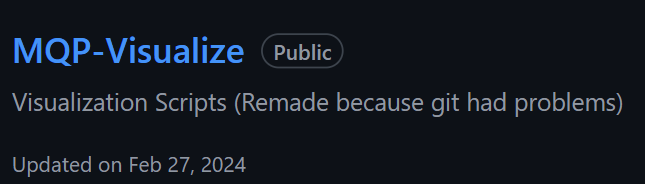 MQP-Visualize Public
Visualization Scripts (Remade because git had problems)
Updated on Feb 27, 2024